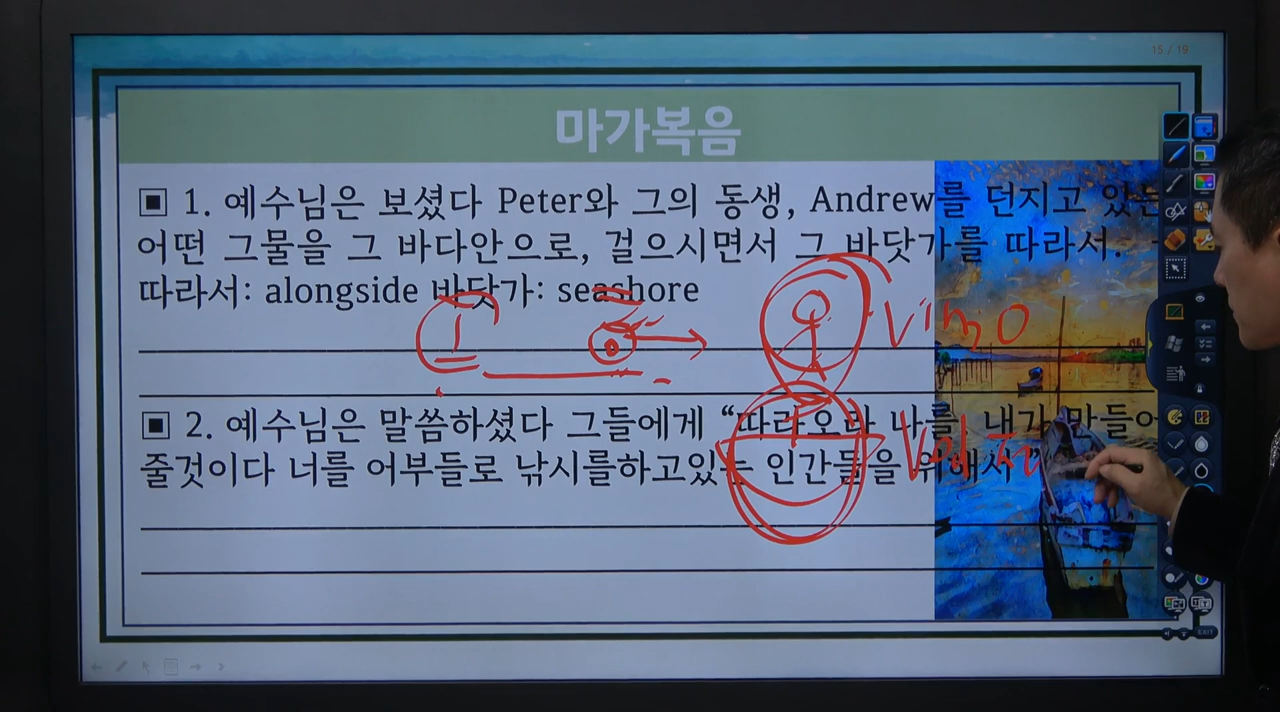 15 / 19
마가복음
▣ 1. 예수님은 보셨다 Peter와 그의 동생, Andrew를 던지고 있는
어떤 그물을 그 바다안으로, 걸으시면서 그 바닷가를 따라서.
따라서: alongside 바닷가: seashore
▣ 2. 예수님은 말씀하셨다 그들에게 “따라오라 나를, 내가 만들어
줄것이다 너를 어부들로 낚시를하고있는 인간들을 위해서”
EXIT